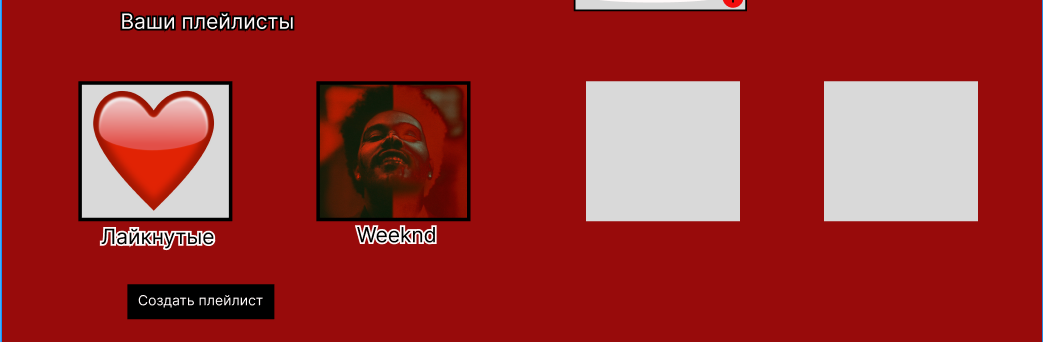 Ваши плейлисты
Лайкнутые
Weeknd
Создать плейлист